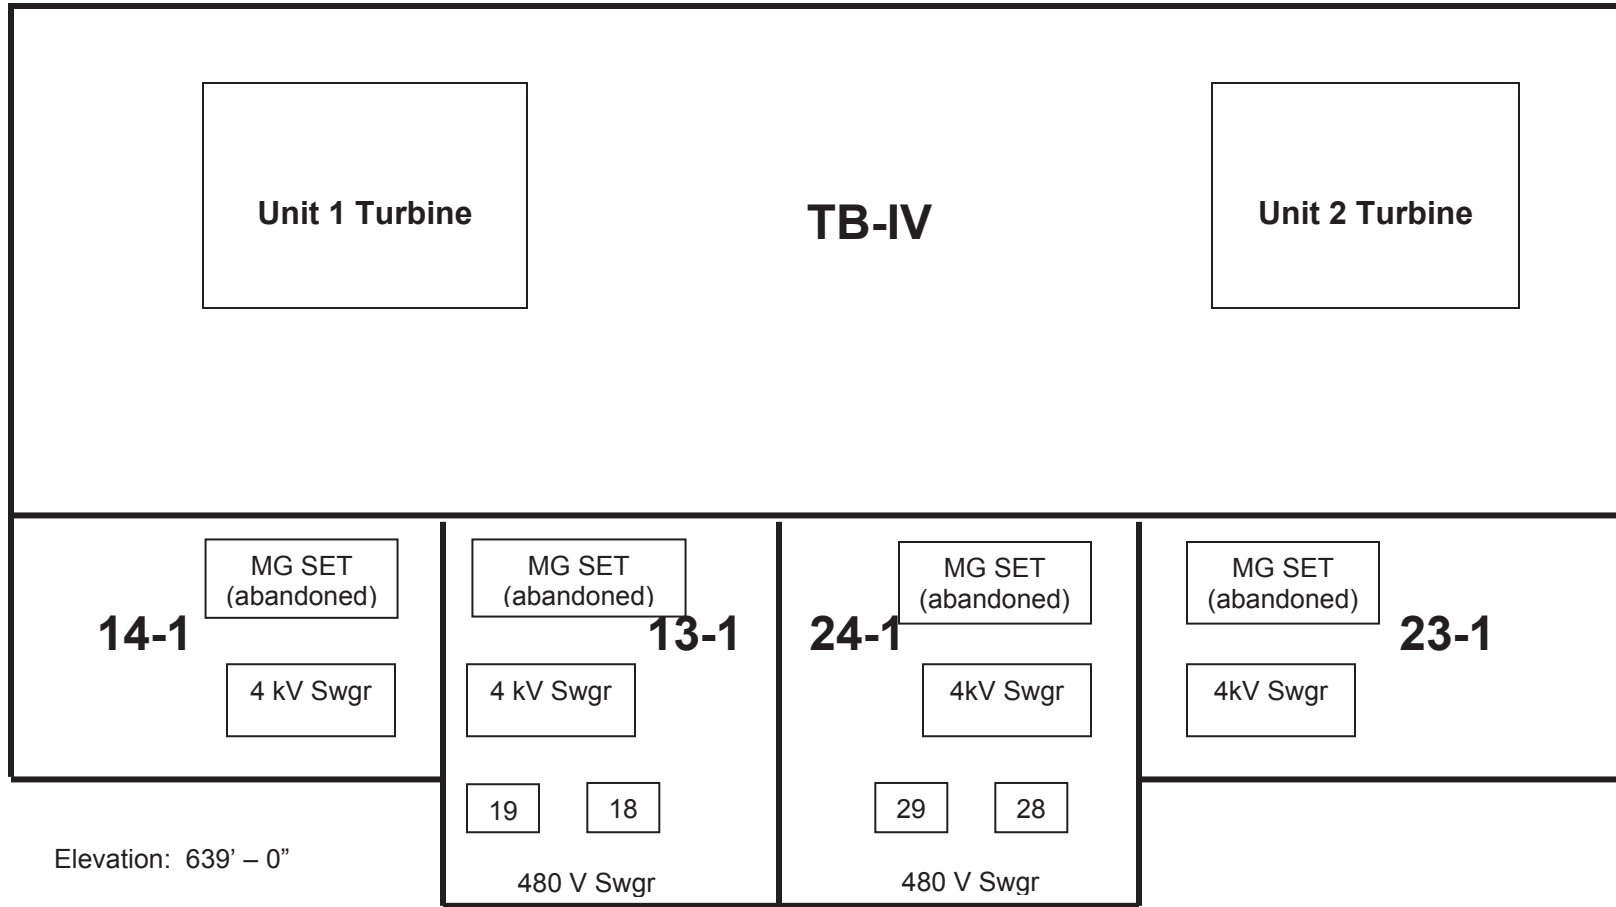 Unit 1 Turbine
TB-IV
Unit 2 Turbine
MG SET
(abandoned)
14-1
4 kV Swgr
MG SET
(abandoned)
13-1
4 kV Swgr
19
18
480 V Swgr
MG SET
(abandoned)
24-1
4kV Swgr
29
28
480 V Swgr
MG SET
(abandoned)
23-1
4kV Swgr
Elevation: 639’ – 0”